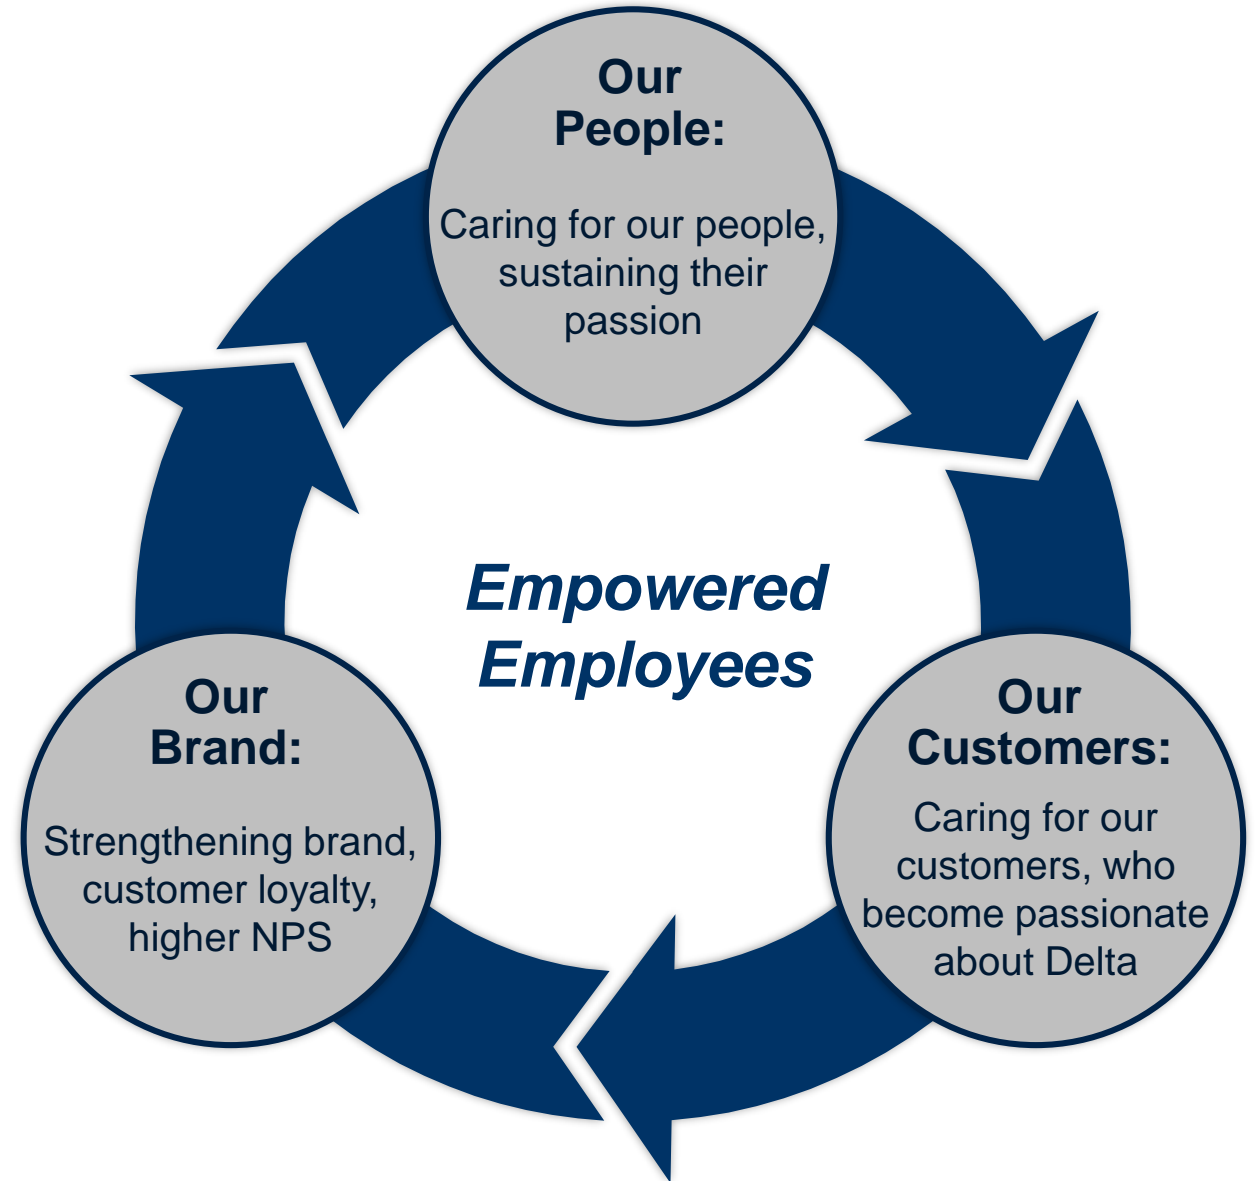 Our
People:
Caring for our people,
sustaining their
passion
Empowered
Employees
Our
Brand:
Strengthening brand,
customer loyalty,
higher NPS
Our
Customers:
Caring for our
customers, who
become passionate
about Delta